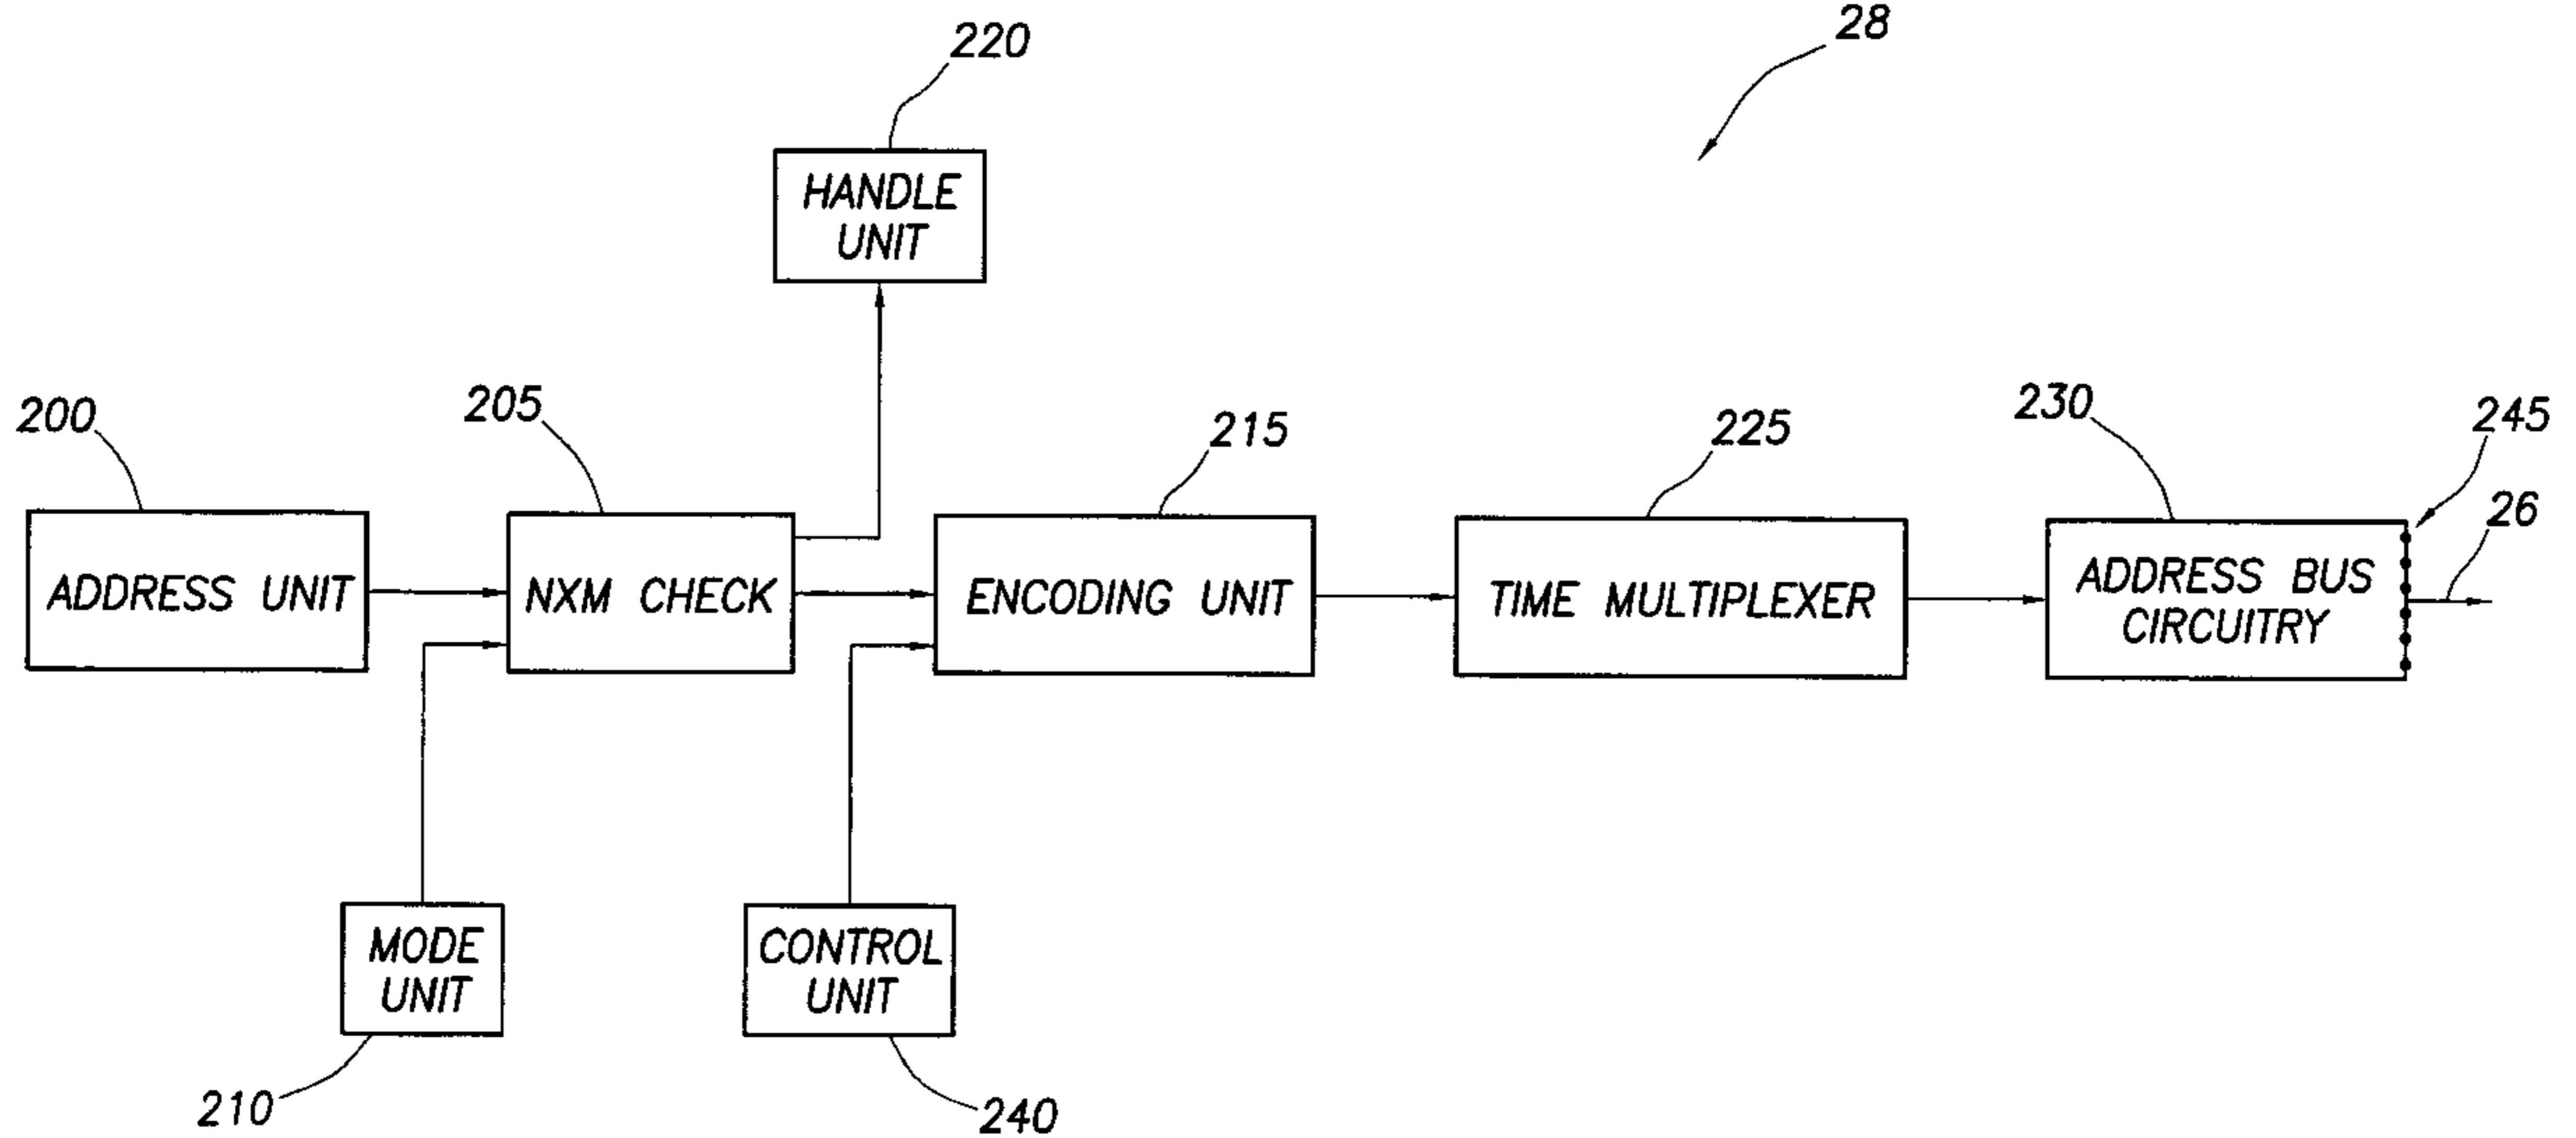 28
220
HANDLE
UNIT
200
205
215
225
230
245
26
ADDRESS UNIT
NXM CHECK
ENCODING UNIT
TIME MULTIPLEXER
ADDRESS BUS
CIRCUITRY
MODE
UNIT
CONTROL
UNIT
210
240